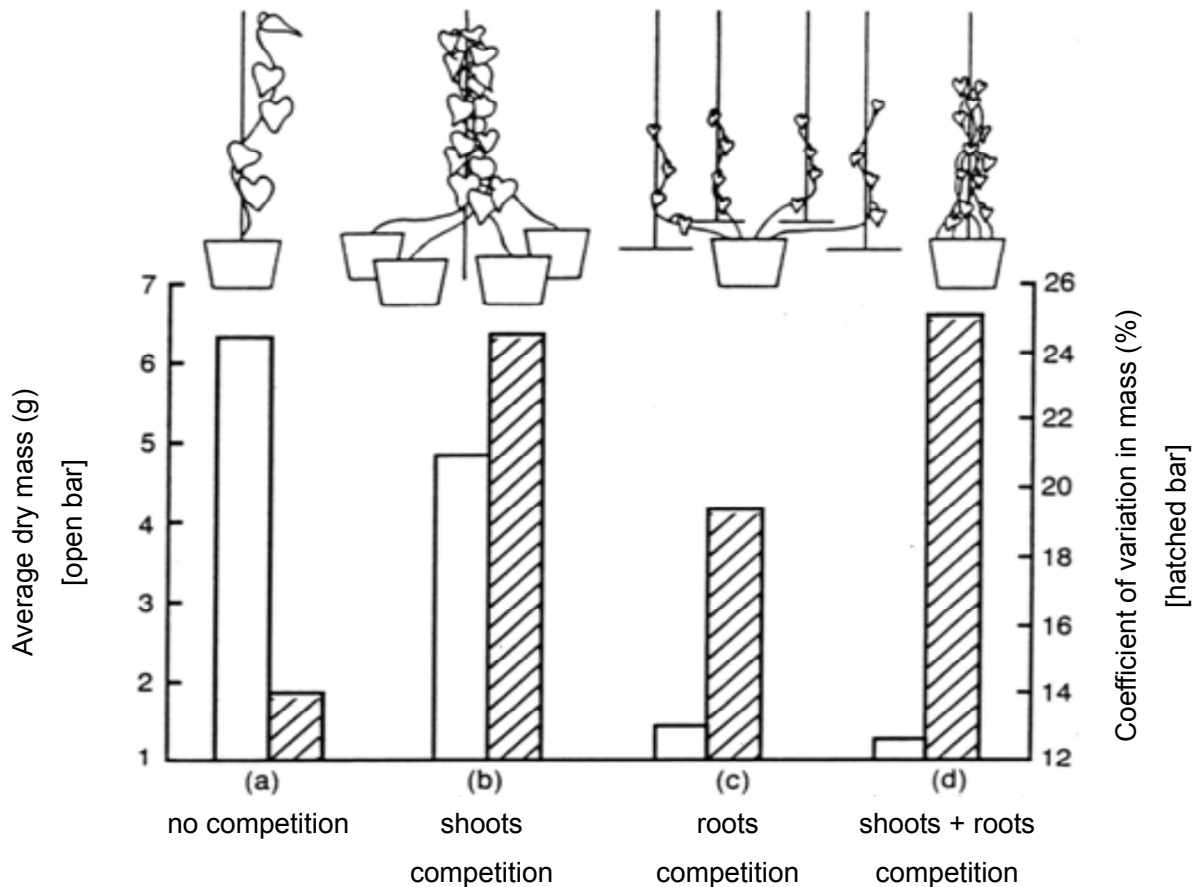 Average dry mass (g)
[open bar]
7
6
5
4
3
2
1
26
24
22
20
18
16
14
12
Coefficient of variation in mass (%)
[hatched bar]
(a)
(b)
(c)
(d)
no competition
shoots
competition
roots
competition
shoots + roots
competition